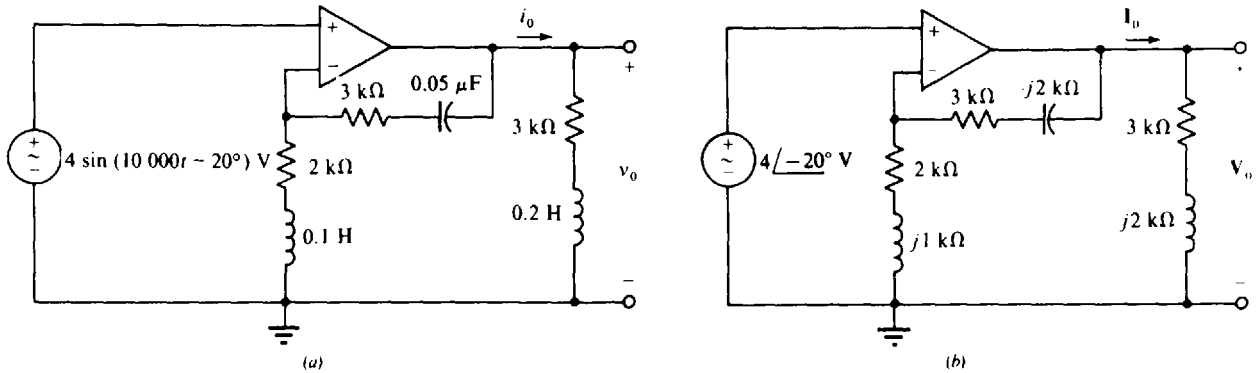 +
−
i₀
+
3 kΩ
0.05 μF
3 kΩ
+
~
−
4 sin (10 000t − 20°) V
2 kΩ
v₀
0.2 H
0.1 H
−
(a)
+
−
I₀
3 kΩ
-j2 kΩ
3 kΩ
+
~
−
4/−20° V
2 kΩ
V₀
j2 kΩ
j1 kΩ
−
(b)